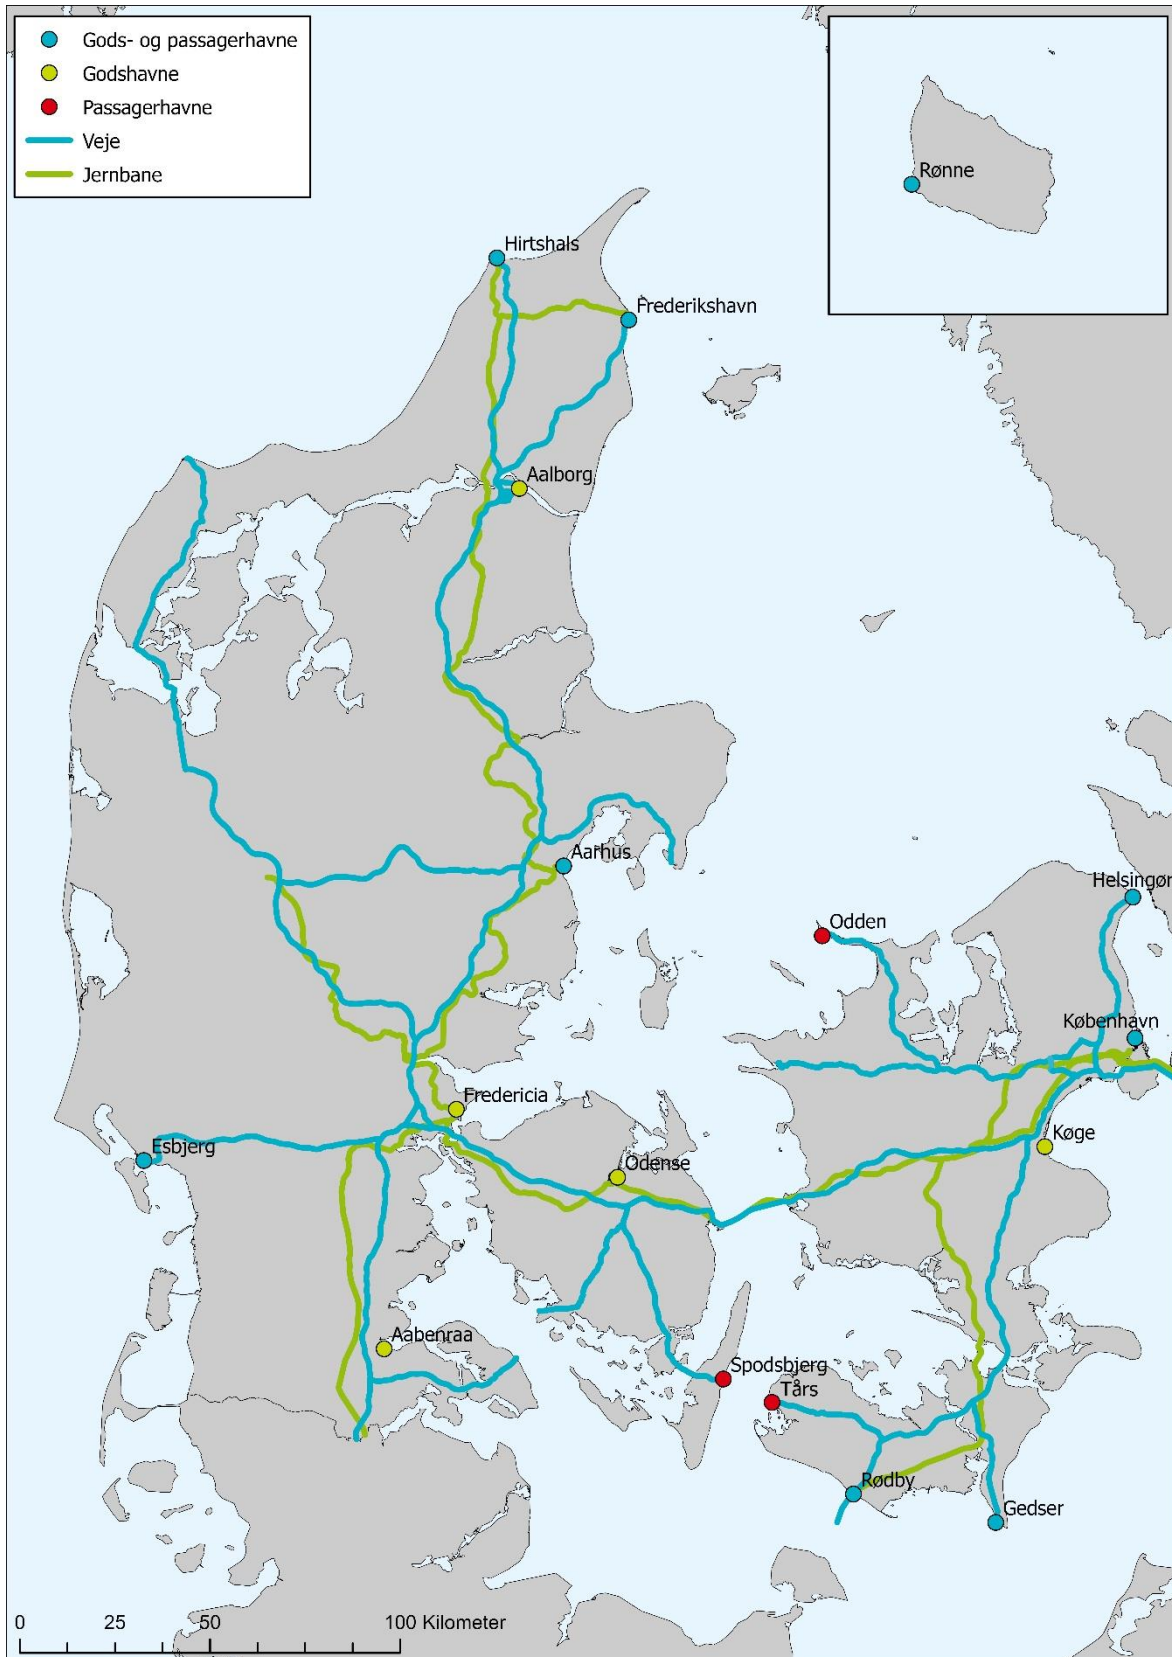 Gods- og passagerhavne
Godshavne
Passagerhavne
Veje
Jernbane
Rønne
Hirtshals
Frederikshavn
Aalborg
Aarhus
Helsingør
Odden
København
Fredericia
Køge
Esbjerg
Odense
Aabenraa
Spodsbjerg
Tårs
Rødby
Gedser
0 25 50 100 Kilometer